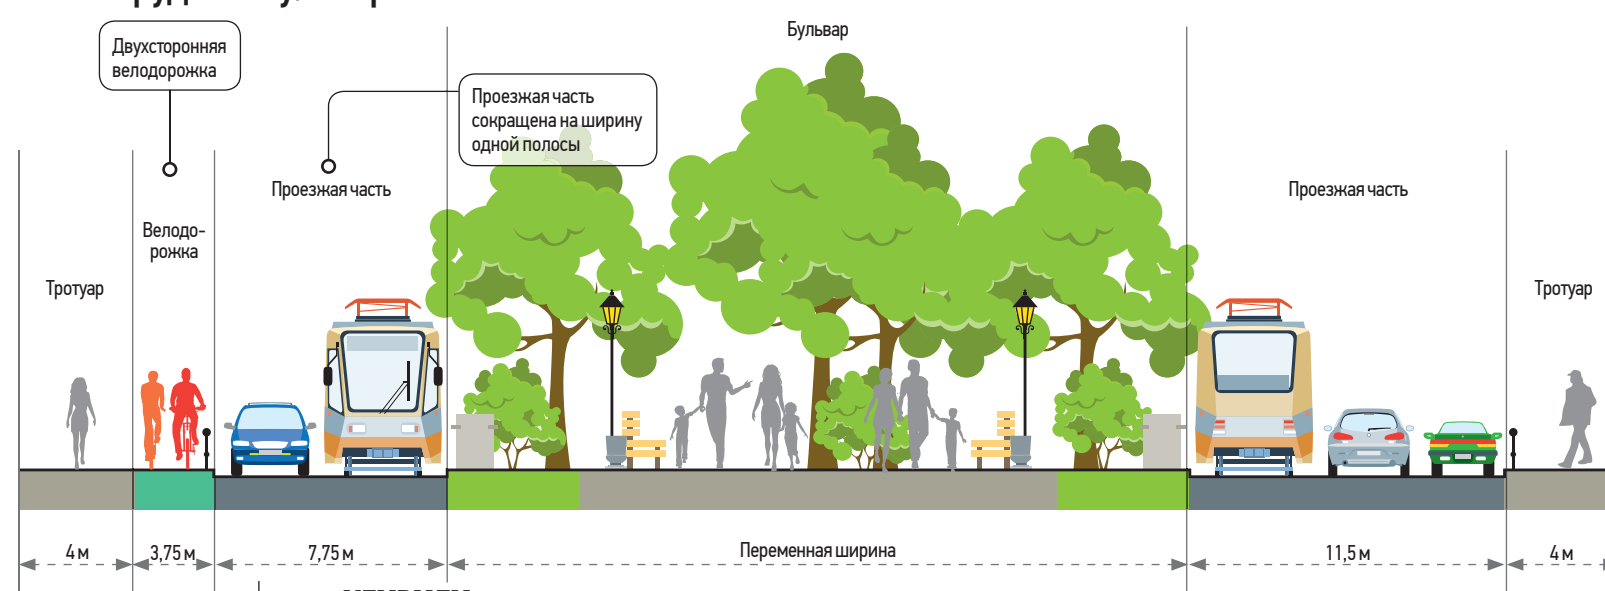 Двухсторонняя
велодорожка
Бульвар
Проезжая часть
сокращена на ширину
одной полосы
Проезжая часть
Проезжая часть
Велодо-
рожка
Тротуар
Тротуар
4 м
3,75 м
7,75 м
Переменная ширина
11,5 м
4 м